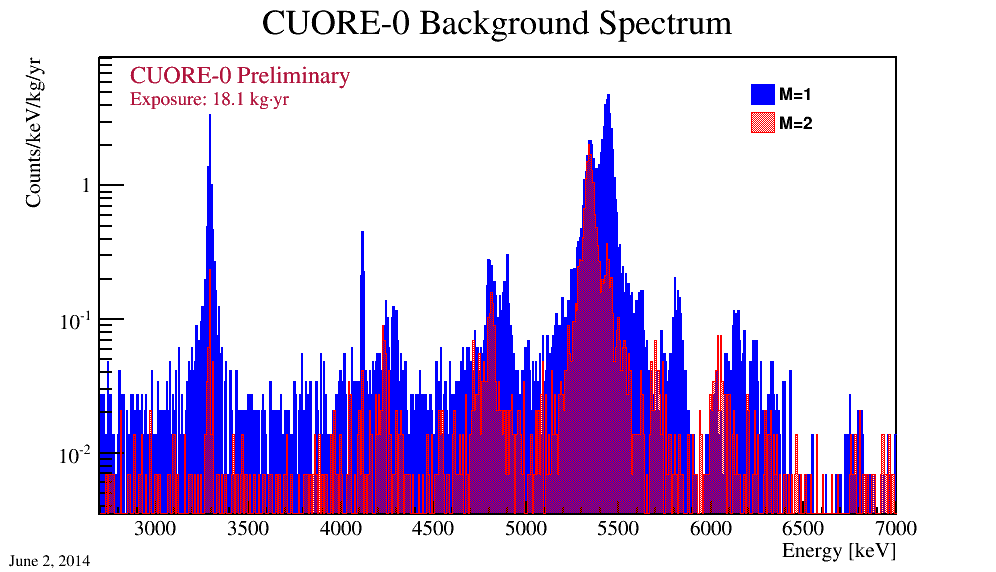 CUORE-0 Background Spectrum
Counts/keV/kg/yr
CUORE-0 Preliminary
Exposure: 18.1 kg·yr
M=1
M=2
1
10⁻¹
10⁻²
3000 3500 4000 4500 5000 5500 6000 6500 7000
Energy [keV]
June 2, 2014